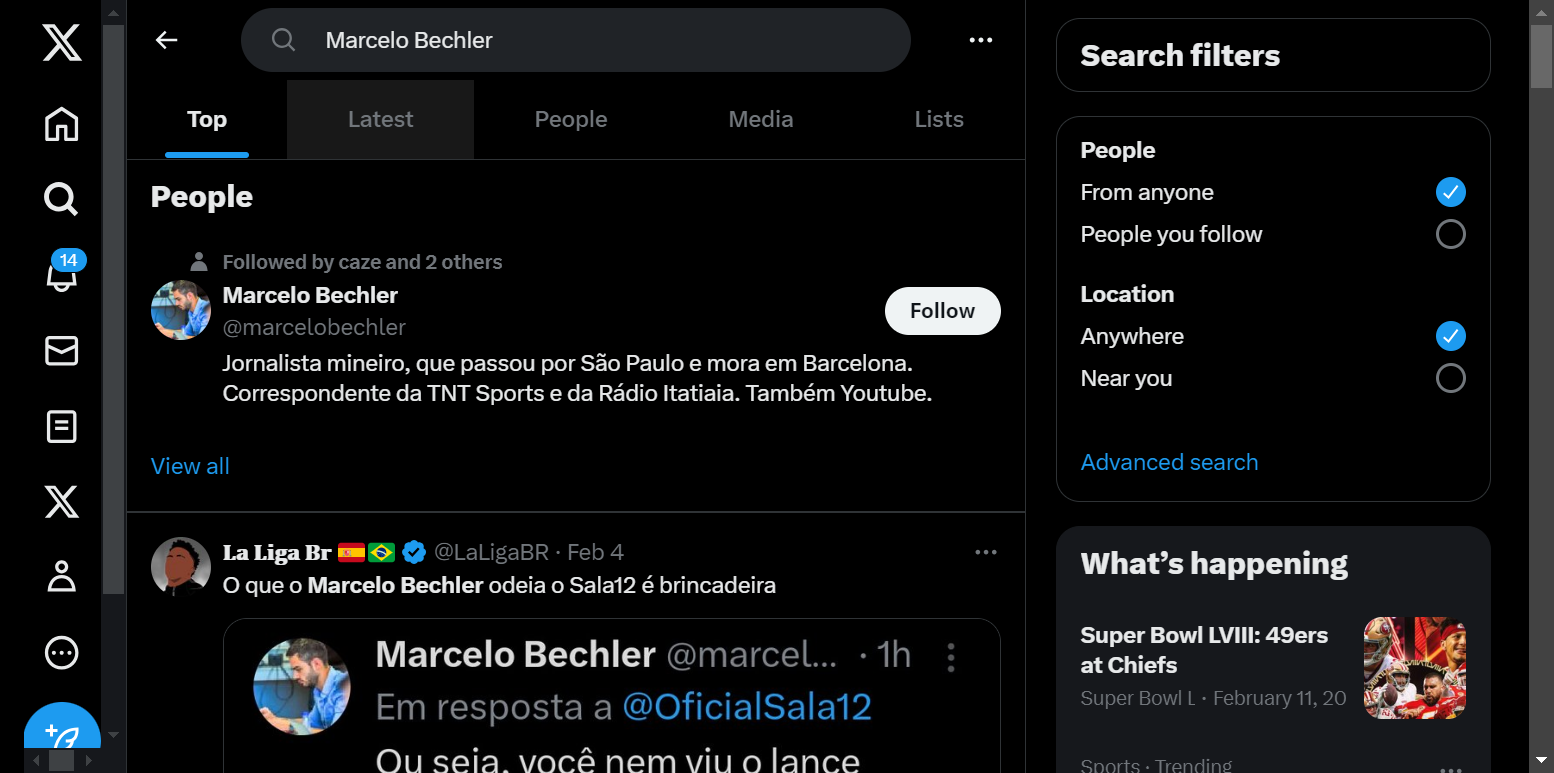 Marcelo Bechler
Top Latest People Media Lists
People
Followed by caze and 2 others
Marcelo Bechler
@marcelobechler
Follow
Jornalista mineiro, que passou por São Paulo e mora em Barcelona.
Correspondente da TNT Sports e da Rádio Itatiaia. Também Youtube.
View all
La Liga Br @LaLigaBR · Feb 4
O que o Marcelo Bechler odeia o Sala12 é brincadeira
Marcelo Bechler @marcel... · 1h
Em resposta a @OficialSala12
Ou seja, você nem viu o lance
14
Search filters
People
From anyone
People you follow
Location
Anywhere
Near you
Advanced search
What’s happening
Super Bowl LVIII: 49ers
at Chiefs
Super Bowl L · February 11, 20
Sports · Trending